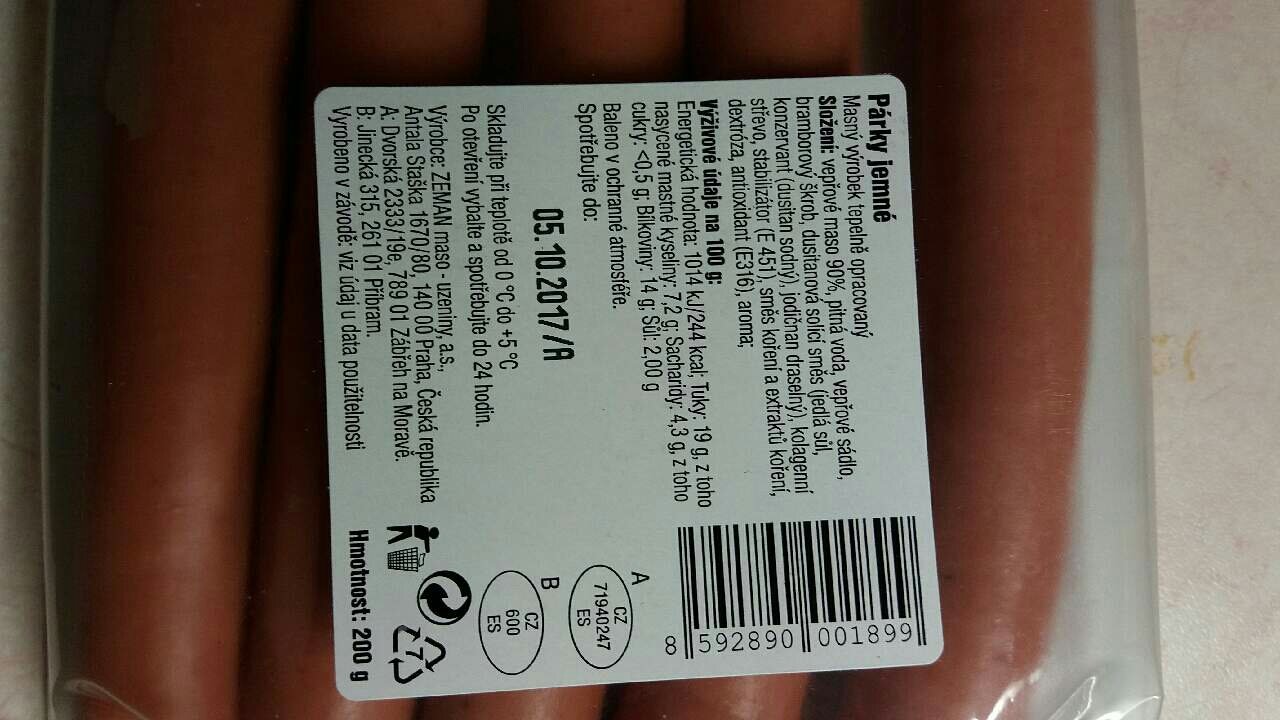 Párky jemné
Masný výrobek tepelně opracovaný
Složení: vepřové maso 90%, pitná voda, vepřové sádlo,
bramborový škrob, dusitanová solící směs (jedlá sůl,
konzervant (dusitan sodný), jodičnan draselný), kolagenní
střevo, stabilizátor (E 451), směs koření a extraktů koření,
dextróza, antioxidant (E316), aroma;
Výživové údaje na 100 g:
Energetická hodnota: 1014 kJ/244 kcal; Tuky: 19 g, z toho
nasycené mastné kyseliny: 7,2 g; Sacharidy: 4,3 g, z toho
cukry: <0,5 g; Bílkoviny: 14 g; Sůl: 2,00 g
Baleno v ochranné atmosféře.
Spotřebujte do:
05.10.2017/A
Skladujte při teplotě od 0 °C do +5 °C
Po otevření vybalte a spotřebujte do 24 hodin.
Výrobce: ZEMAN maso - uzeniny, a.s.,
Antala Staška 1670/80, 140 00 Praha, Česká republika
A: Dvorská 2333/19e, 789 01 Zábřeh na Moravě.
B: Jinecká 315, 261 01 Příbram.
Vyrobeno v závodě: viz údaj u data použitelnosti
8 592890 001899
A
CZ
71940247
ES
B
CZ
600
ES
7
Hmotnost: 200 g